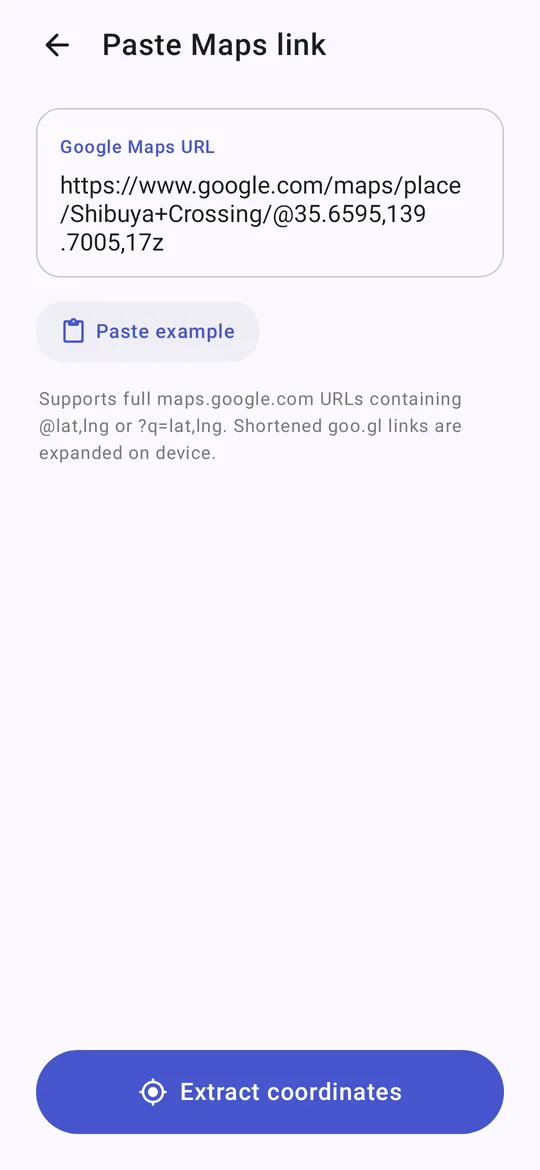 Paste Maps link
Google Maps URL
https://www.google.com/maps/place
/Shibuya+Crossing/@35.6595,139
.7005,17z
Paste example
Supports full maps.google.com URLs containing
@lat,lng or ?q=lat,lng. Shortened goo.gl links are
expanded on device.
Extract coordinates